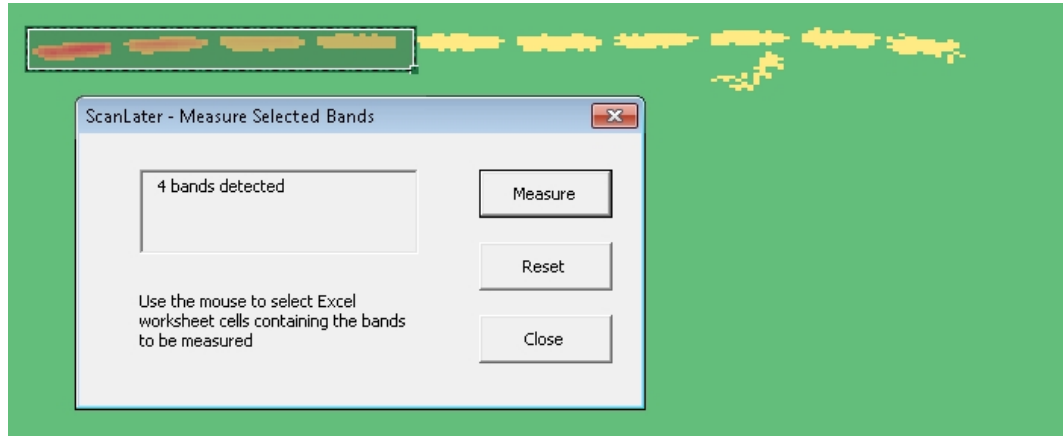 ScanLater - Measure Selected Bands
4 bands detected
Measure
Reset
Use the mouse to select Excel
worksheet cells containing the bands
to be measured
Close